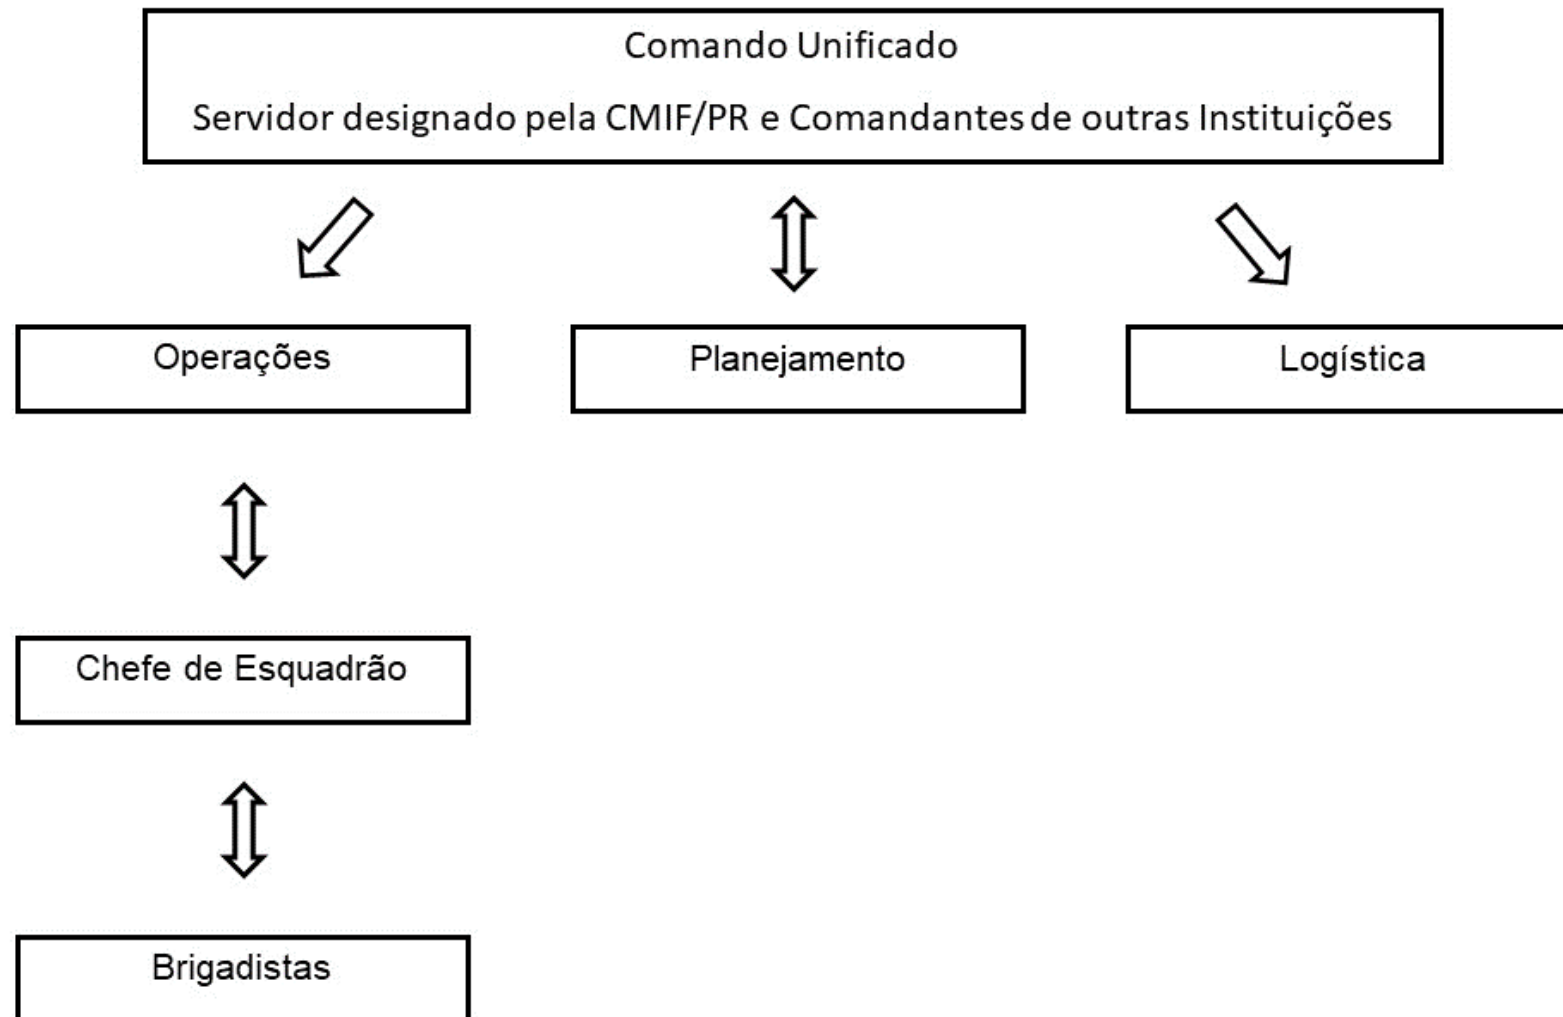 Comando Unificado
Servidor designado pela CMIF/PR e Comandantes de outras Instituições
Operações
Planejamento
Logística
Chefe de Esquadrão
Brigadistas